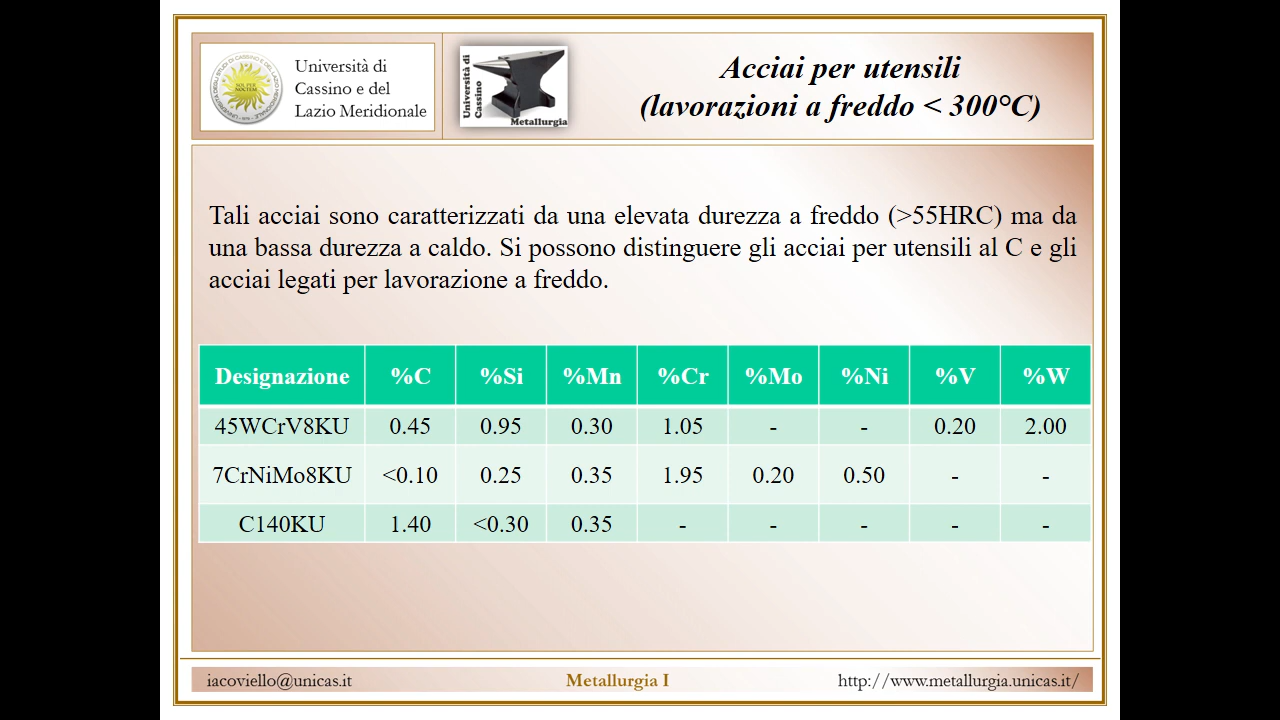 Università di
Cassino e del
Lazio Meridionale
Università di
Cassino
Metallurgia
Acciai per utensili
(lavorazioni a freddo < 300°C)
Tali acciai sono caratterizzati da una elevata durezza a freddo (>55HRC) ma da
una bassa durezza a caldo. Si possono distinguere gli acciai per utensili al C e gli
acciai legati per lavorazione a freddo.
Designazione %C %Si %Mn %Cr %Mo %Ni %V %W
45WCrV8KU 0.45 0.95 0.30 1.05 - - 0.20 2.00
7CrNiMo8KU <0.10 0.25 0.35 1.95 0.20 0.50 - -
C140KU 1.40 <0.30 0.35 - - - - -
iacoviello@unicas.it Metallurgia I http://www.metallurgia.unicas.it/